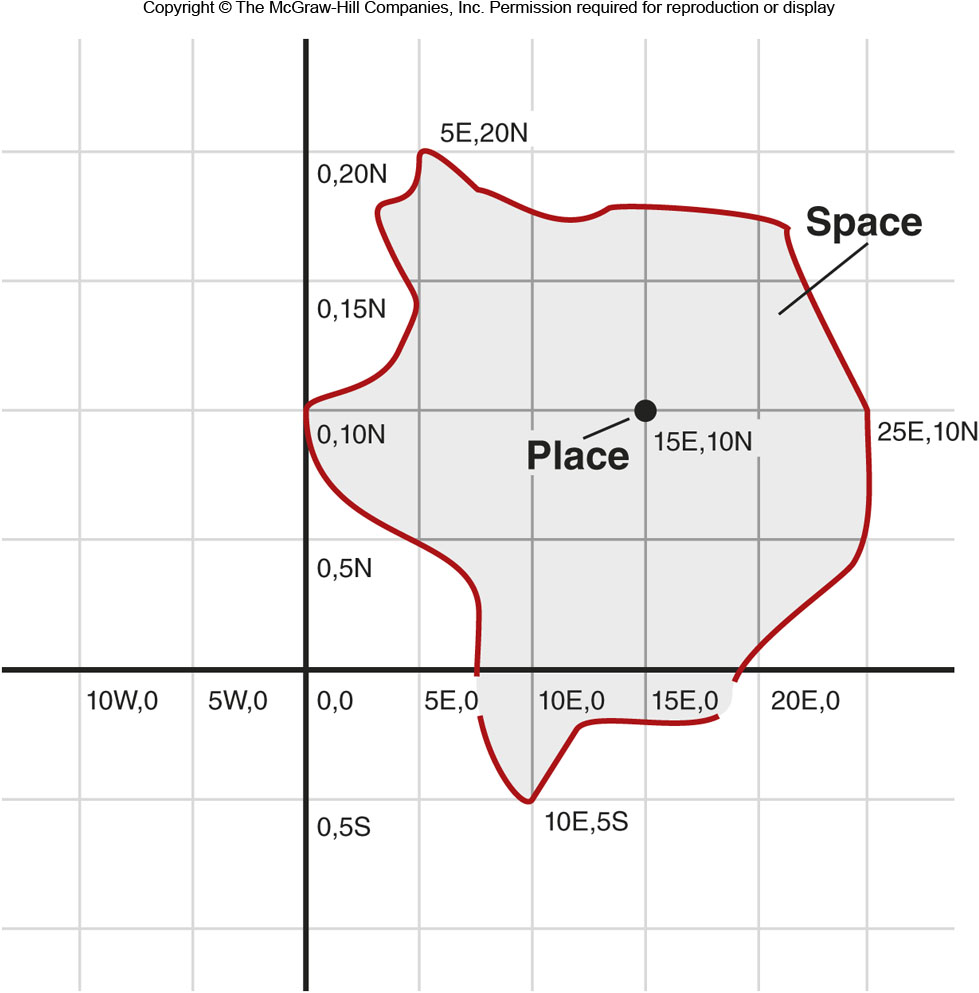 Copyright © The McGraw-Hill Companies, Inc. Permission required for reproduction or display
5E,20N
0,20N
Space
0,15N
0,10N
Place
15E,10N
25E,10N
0,5N
10W,0
5W,0
0,0
5E,0
10E,0
15E,0
20E,0
0,5S
10E,5S